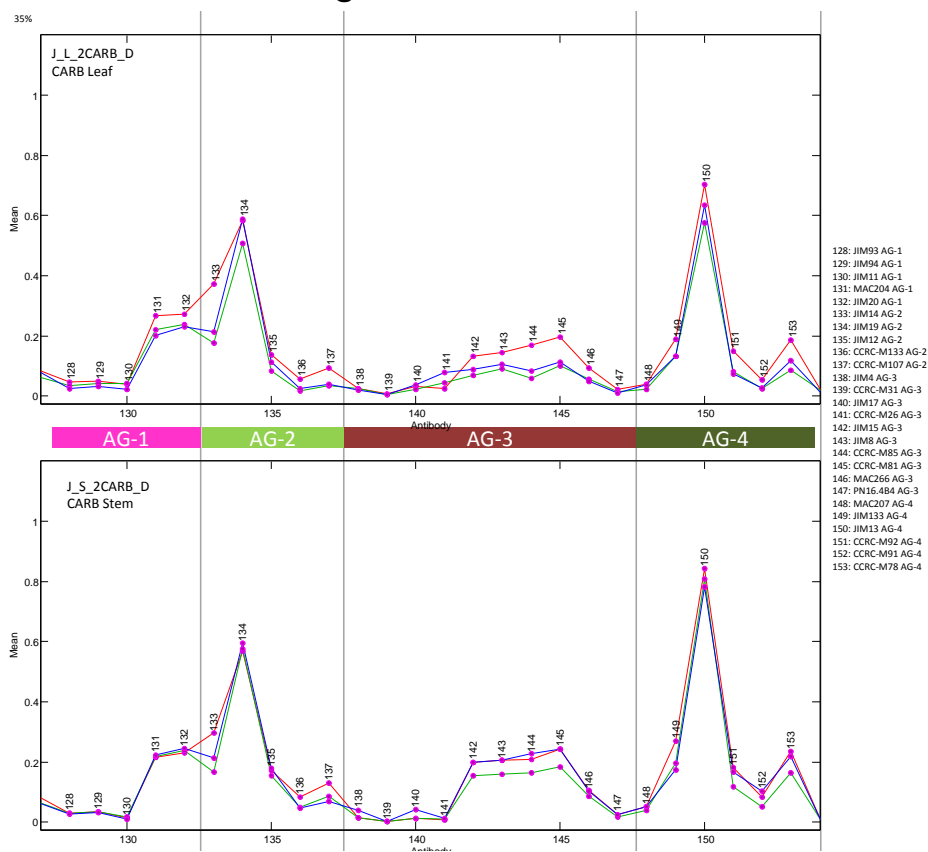 35%
J_L_2CARB_D
CARB Leaf
1
0.8
0.6
0.4
0.2
0
Mean
128
129
130
131
132
133
134
135
136
137
138
139
140
141
142
143
144
145
146
147
148
149
150
151
152
153
130
135
140
145
150
Antibody
AG-1
AG-2
AG-3
AG-4
J_S_2CARB_D
CARB Stem
1
0.8
0.6
0.4
0.2
0
Mean
128
129
130
131
132
133
134
135
136
137
138
139
140
141
142
143
144
145
146
147
148
149
150
151
152
153
130
135
140
145
150
Antibody
128: JIM93 AG-1
129: JIM94 AG-1
130: JIM11 AG-1
131: MAC204 AG-1
132: JIM20 AG-1
133: JIM14 AG-2
134: JIM19 AG-2
135: JIM12 AG-2
136: CCRC-M133 AG-2
137: CCRC-M107 AG-2
138: JIM4 AG-3
139: CCRC-M31 AG-3
140: JIM17 AG-3
141: CCRC-M26 AG-3
142: JIM15 AG-3
143: JIM8 AG-3
144: CCRC-M85 AG-3
145: CCRC-M81 AG-3
146: MAC266 AG-3
147: PN16.4B4 AG-3
148: MAC207 AG-4
149: JIM133 AG-4
150: JIM13 AG-4
151: CCRC-M92 AG-4
152: CCRC-M91 AG-4
153: CCRC-M78 AG-4